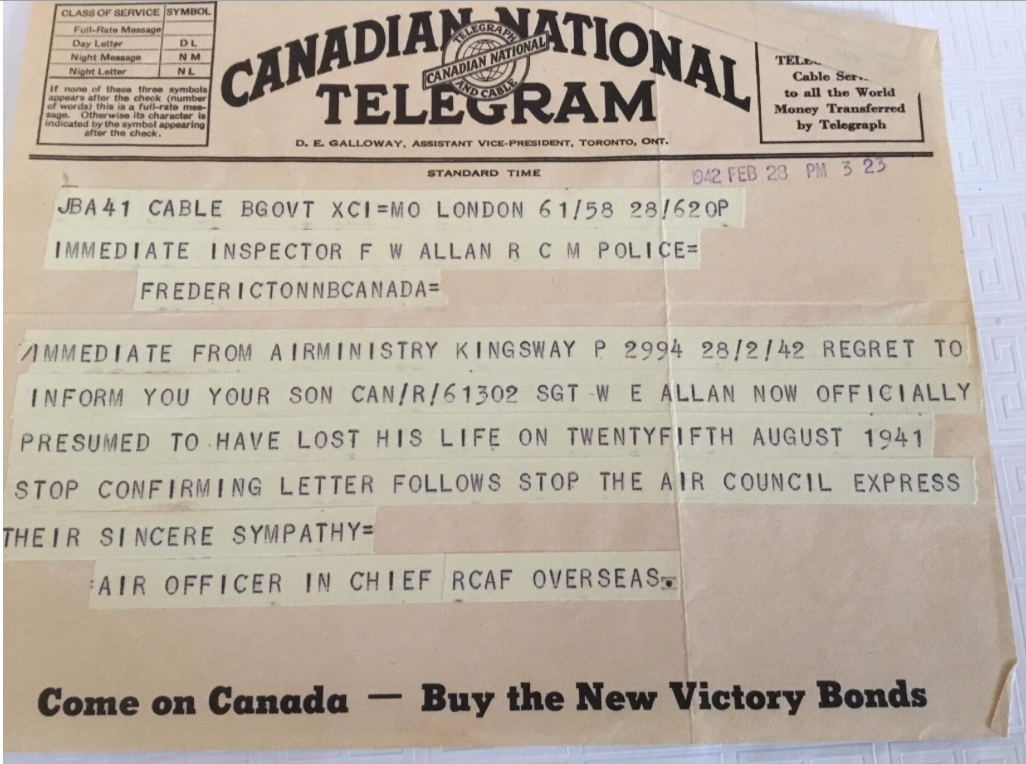 CLASS OF SERVICE SYMBOL
Full-Rate Message
Day Letter D L
Night Message N M
Night Letter N L
If none of these three symbols
appears after the check (number
of words) this is a full-rate mes-
sage. Otherwise its character is
indicated by the symbol appearing
after the check.
CANADIAN NATIONAL
TELEGRAPH
CANADIAN NATIONAL
AND CABLE
TELEGRAM
D. E. GALLOWAY, ASSISTANT VICE-PRESIDENT, TORONTO, ONT.
Cable
to all the World
Money Transferred
by Telegraph
STANDARD TIME
1942 FEB 28 PM 3 23
JBA41 CABLE BGOVT XCI=MO LONDON 61/58 28/620P
IMMEDIATE INSPECTOR F W ALLAN R C M POLICE=
FREDERICTONNBCANADA=
IMMEDIATE FROM AIRMINISTRY KINGSWAY P 2994 28/2/42 REGRET TO
INFORM YOU YOUR SON CAN/R/61302 SGT W E ALLAN NOW OFFICIALLY
PRESUMED TO HAVE LOST HIS LIFE ON TWENTYFIFTH AUGUST 1941
STOP CONFIRMING LETTER FOLLOWS STOP THE AIR COUNCIL EXPRESS
THEIR SINCERE SYMPATHY=
:AIR OFFICER IN CHIEF RCAF OVERSEAS.
Come on Canada — Buy the New Victory Bonds